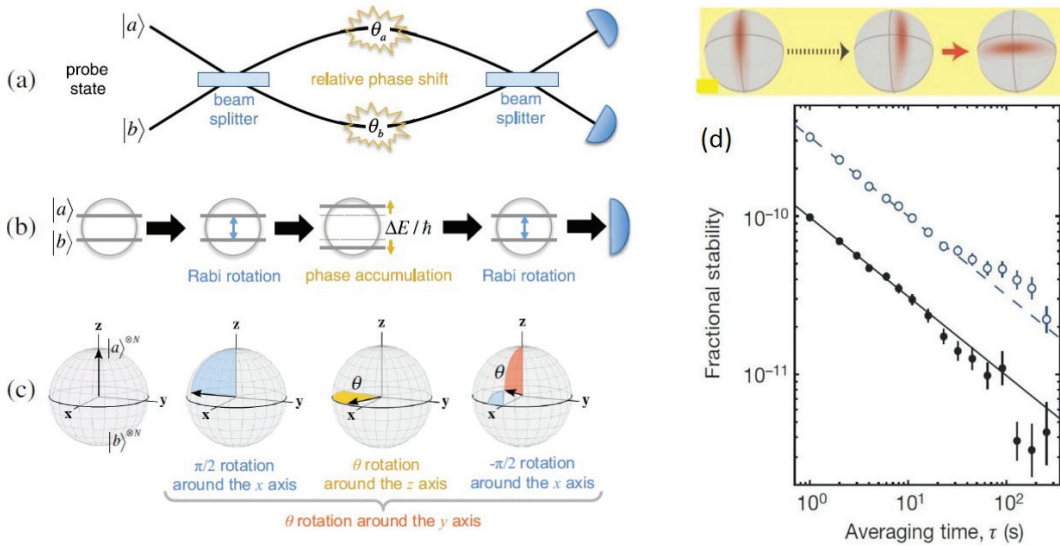 (a)
|a⟩
probe
state
|b⟩
beam
splitter
θa
relative phase shift
θb
beam
splitter
(b)
|a⟩
|b⟩
Rabi rotation
ΔE / ħ
phase accumulation
Rabi rotation
(c)
z
|a⟩⊗N
y
x
|b⟩⊗N
z
y
x
π/2 rotation
around the x axis
z
θ
y
x
θ rotation
around the z axis
z
θ
y
x
-π/2 rotation
around the x axis
θ rotation around the y axis
(d)
Fractional stability
10−10
10−11
100
101
102
Averaging time, τ (s)